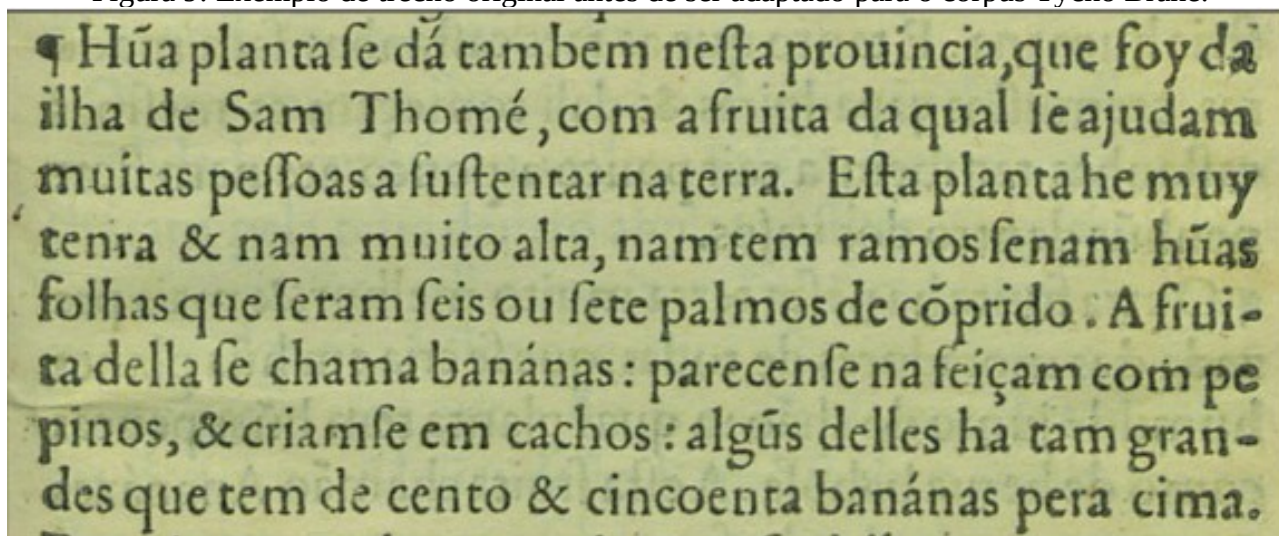 ¶ Hũa planta ſe dá tambem neſta prouincia, que foy da
ilha de Sam Thomé, com a fruita da qual ſe ajudam
muitas peſſoas a ſuſtentar na terra. Eſta planta he muy
tenra & nam muito alta, nam tem ramos ſenam hũas
folhas que ſeram ſeis ou ſete palmos de cõprido. A frui-
ta della ſe chama banánas: parecenſe na feiçam com pe
pinos, & criamſe em cachos: algũs delles ha tam gran-
des que tem de cento & cincoenta banánas pera cima.